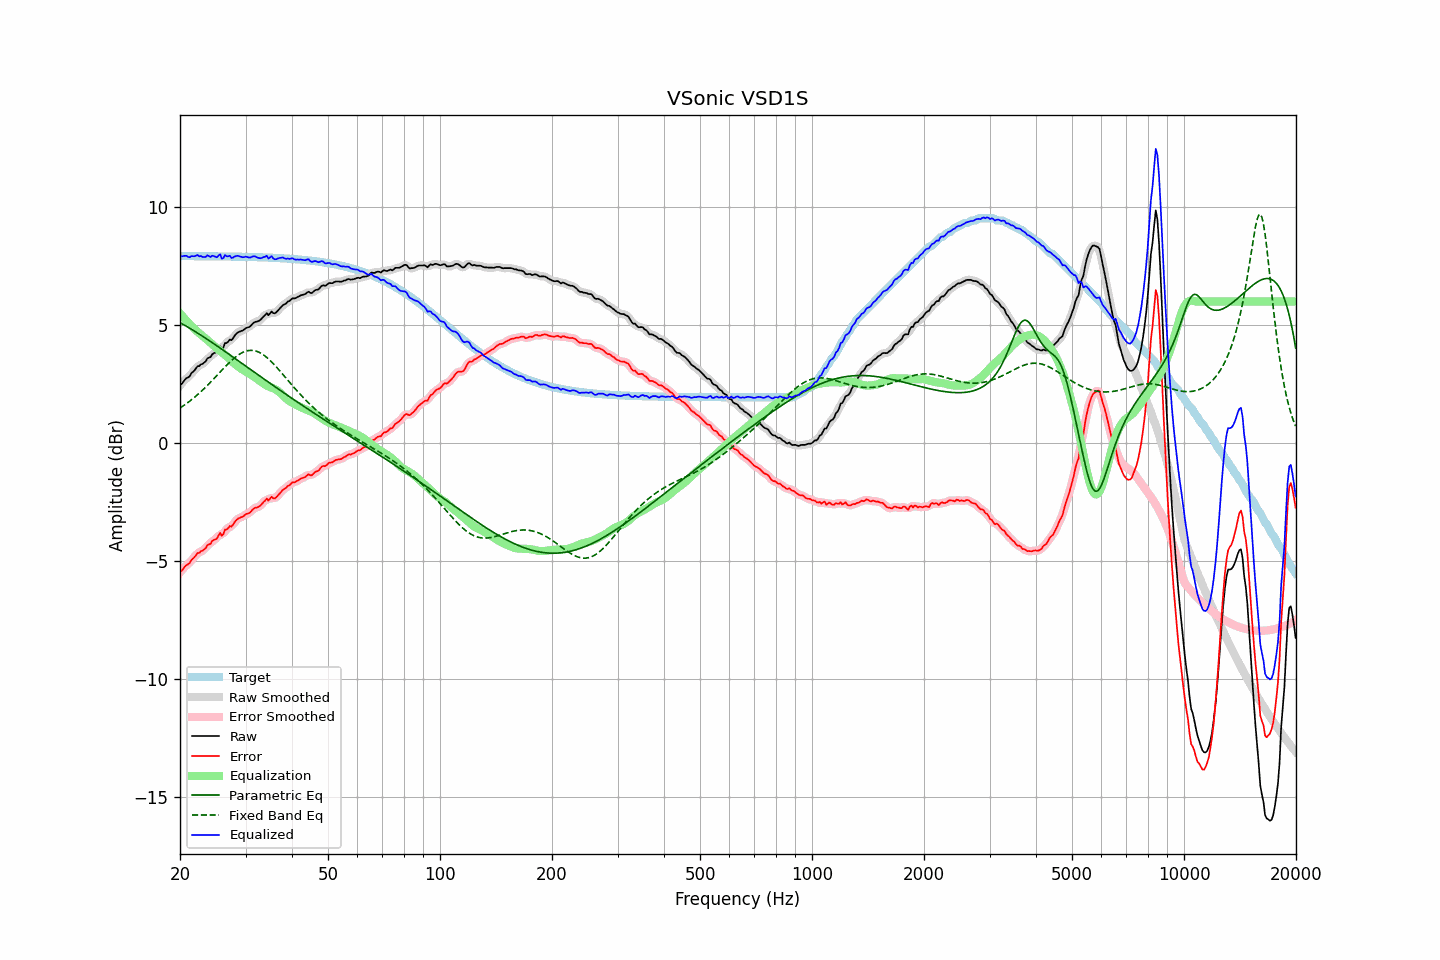 VSonic VSD1S
Amplitude (dBr)
10
5
0
−5
−10
−15
Target
Raw Smoothed
Error Smoothed
Raw
Error
Equalization
Parametric Eq
Fixed Band Eq
Equalized
20 50 100 200 500 1000 2000 5000 10000 20000
Frequency (Hz)